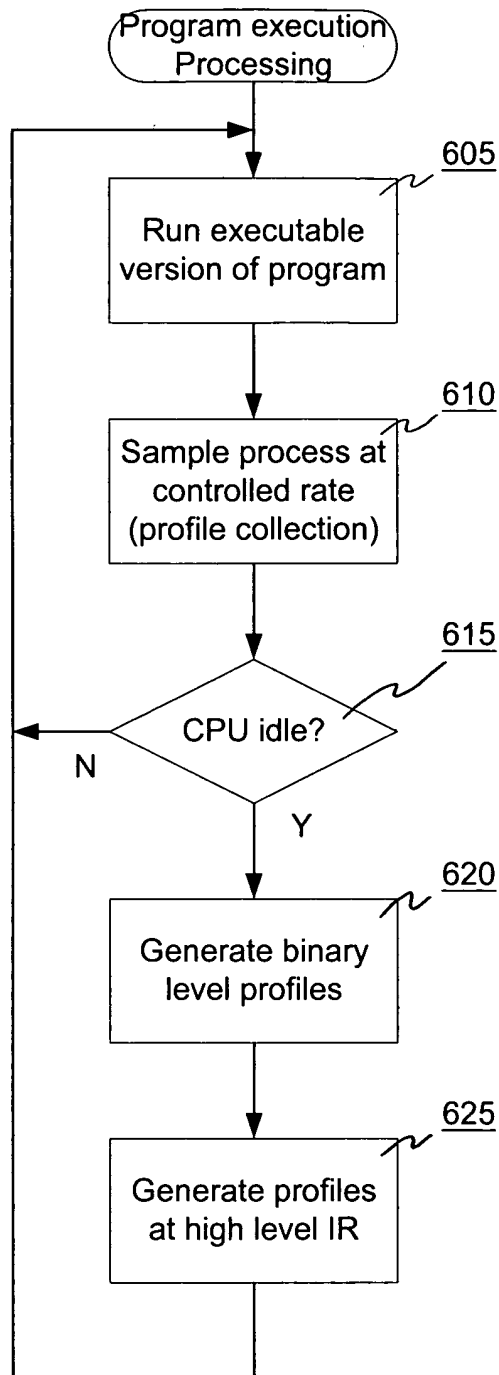 Program execution
Processing
605
Run executable
version of program
610
Sample process at
controlled rate
(profile collection)
615
CPU idle?
N
Y
620
Generate binary
level profiles
625
Generate profiles
at high level IR